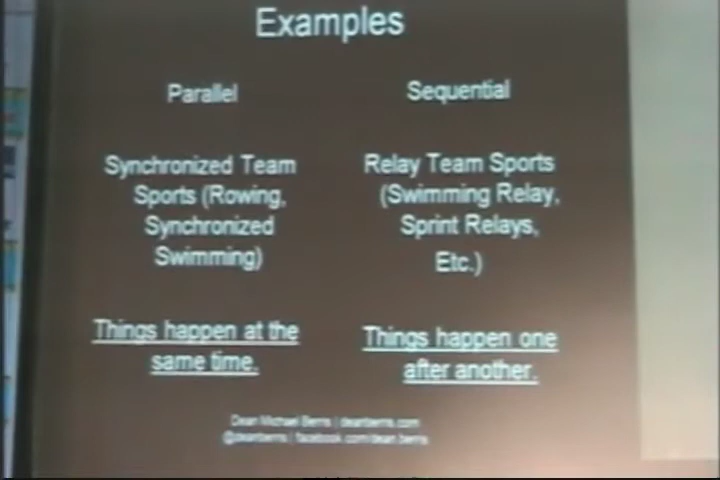 Examples
Parallel
Synchronized Team
Sports (Rowing,
Synchronized
Swimming)
Things happen at the
same time.
Sequential
Relay Team Sports
(Swimming Relay,
Sprint Relays,
Etc.)
Things happen one
after another.
Dean Michael Berris | deanberris.com
@deanberris | facebook.com/dean.berris